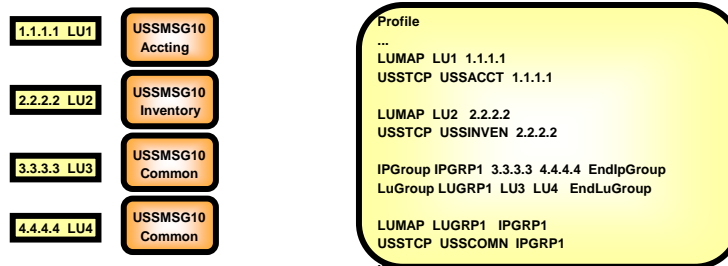 1.1.1.1 LU1
USSMSG10
Accting
2.2.2.2 LU2
USSMSG10
Inventory
3.3.3.3 LU3
USSMSG10
Common
4.4.4.4 LU4
USSMSG10
Common
Profile
...
LUMAP LU1 1.1.1.1
USSTCP USSACCT 1.1.1.1
LUMAP LU2 2.2.2.2
USSTCP USSINVEN 2.2.2.2
IPGroup IPGRP1 3.3.3.3 4.4.4.4 EndIpGroup
LuGroup LUGRP1 LU3 LU4 EndLuGroup
LUMAP LUGRP1 IPGRP1
USSTCP USSCOMN IPGRP1